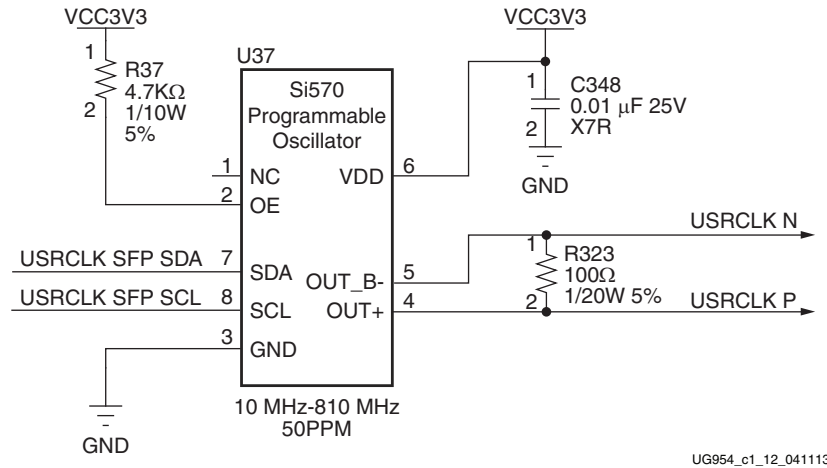 VCC3V3
1
R37
4.7KΩ
1/10W
5%
2
U37
Si570
Programmable
Oscillator
1 NC
2 OE
USRCLK SFP SDA 7 SDA
USRCLK SFP SCL 8 SCL
3 GND
GND
VDD 6
OUT_B- 5
OUT+ 4
10 MHz-810 MHz
50PPM
VCC3V3
1
C348
0.01 μF 25V
X7R
2
GND
USRCLK N
1
R323
100Ω
1/20W 5%
2
USRCLK P
UG954_c1_12_041113